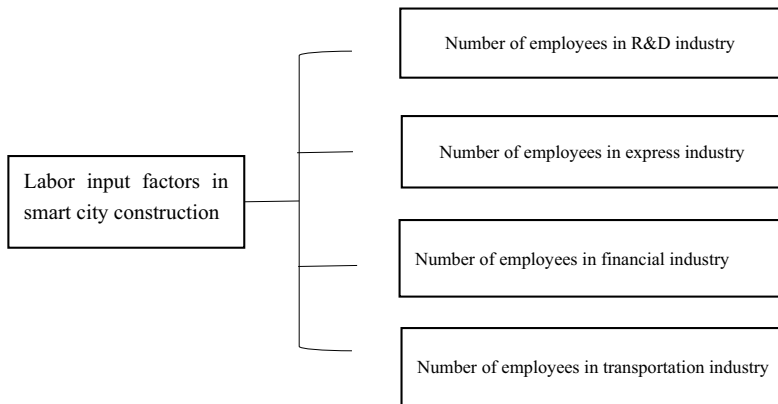 Number of employees in R&D industry
Number of employees in express industry
Labor input factors in
smart city construction
Number of employees in financial industry
Number of employees in transportation industry